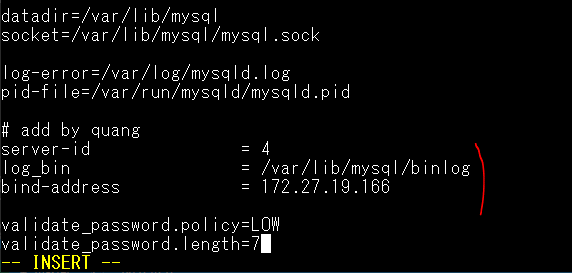 datadir=/var/lib/mysql
socket=/var/lib/mysql/mysql.sock
log-error=/var/log/mysqld.log
pid-file=/var/run/mysqld/mysqld.pid
# add by quang
server-id = 4
log_bin = /var/lib/mysql/binlog
bind-address = 172.27.19.166
validate_password.policy=LOW
validate_password.length=7
-- INSERT --